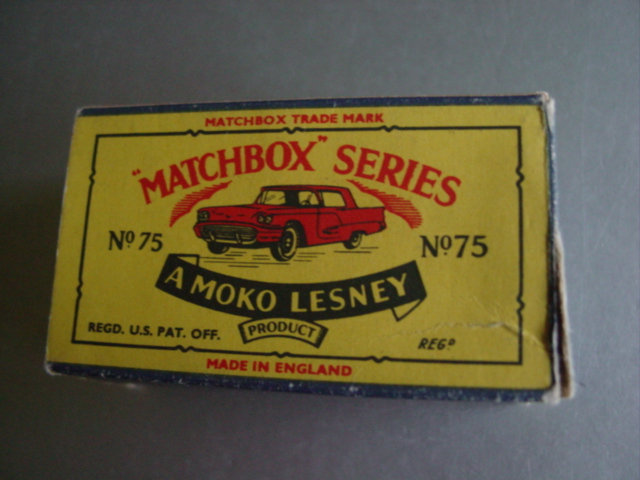 MATCHBOX TRADE MARK
"MATCHBOX" SERIES
Nº 75
Nº 75
A MOKO LESNEY
PRODUCT
REGD. U.S. PAT. OFF.
REGD
MADE IN ENGLAND